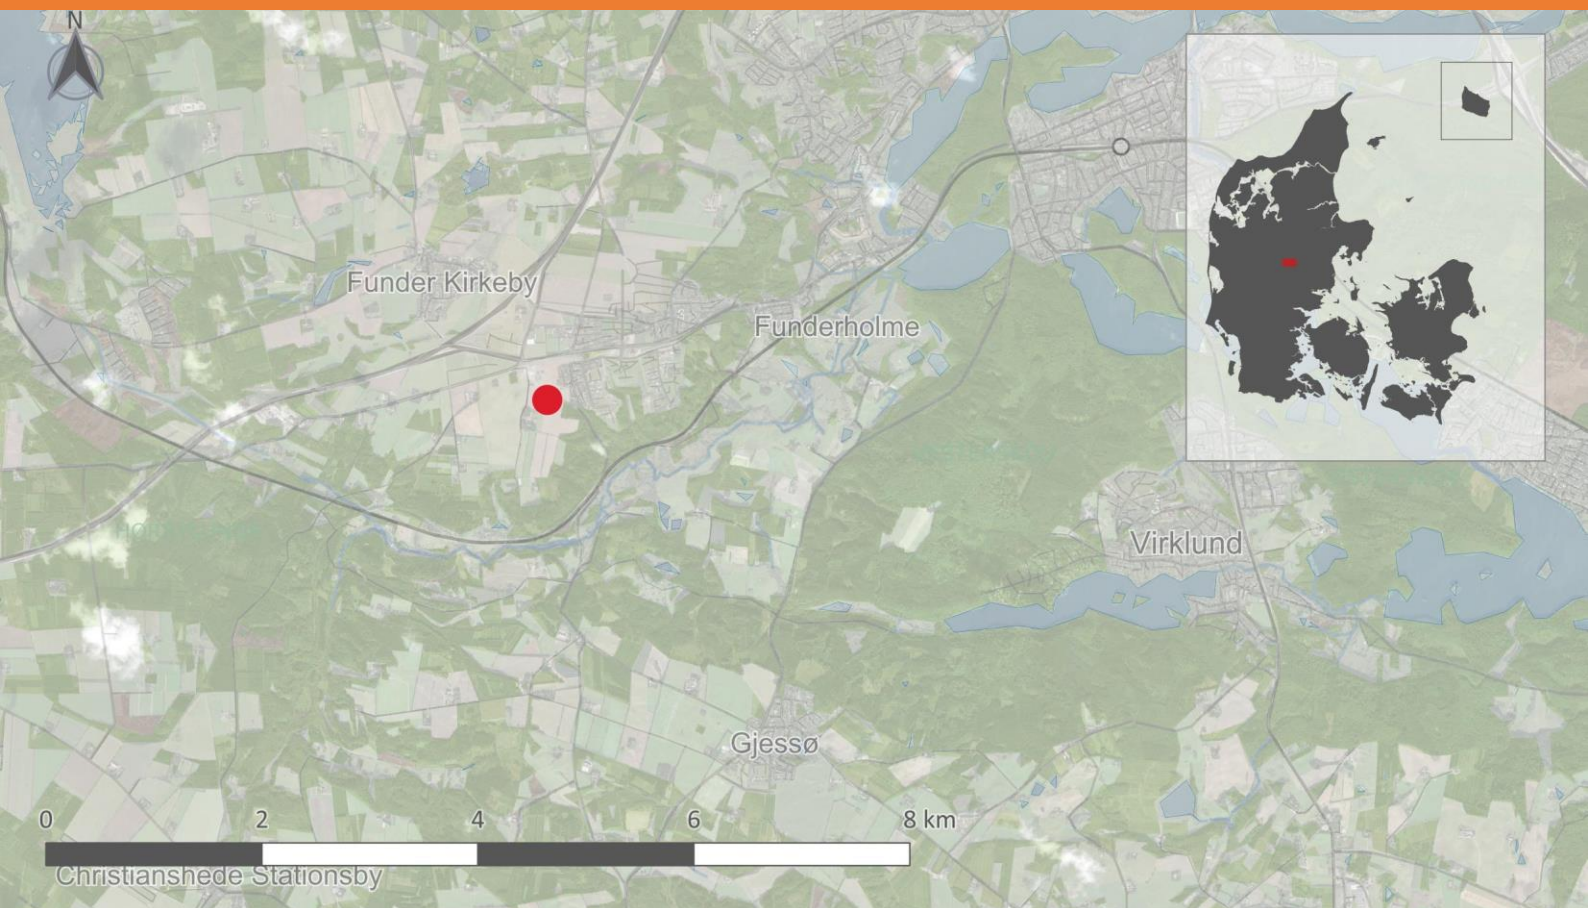 N
Funder Kirkeby
Funderholme
Virklund
Gjessø
0 2 4 6 8 km
Christianshede Stationsby